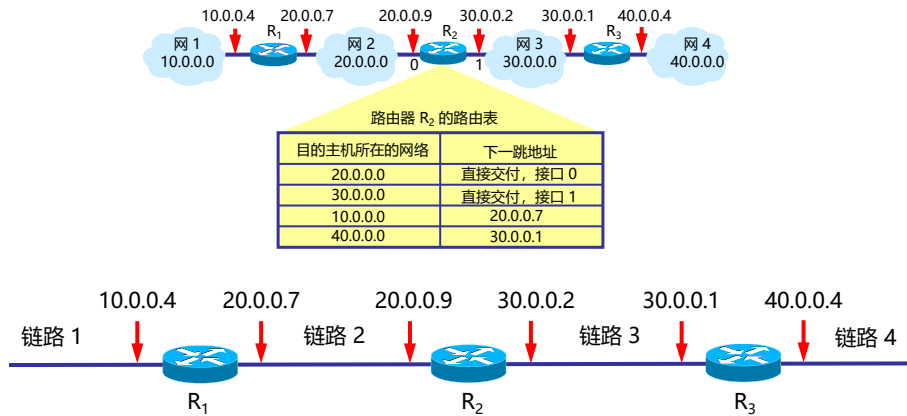 10.0.0.4 20.0.0.7 20.0.0.9 30.0.0.2 30.0.0.1 40.0.0.4
R1 R2 R3
网 1 网 2 网 3 网 4
10.0.0.0 20.0.0.0 0 1 30.0.0.0 40.0.0.0
路由器 R2 的路由表
目的主机所在的网络 下一跳地址
20.0.0.0 直接交付，接口 0
30.0.0.0 直接交付，接口 1
10.0.0.0 20.0.0.7
40.0.0.0 30.0.0.1
10.0.0.4 20.0.0.7 20.0.0.9 30.0.0.2 30.0.0.1 40.0.0.4
链路 1 链路 2 链路 3 链路 4
R1 R2 R3